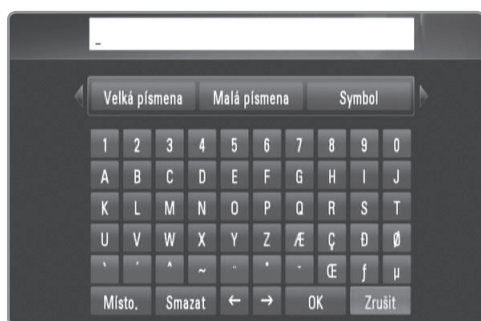 _
Velká písmena Malá písmena Symbol
1 2 3 4 5 6 7 8 9 0
A B C D E F G H I J
K L M N O P Q R S T
U V W X Y Z Æ Ç Ð Ø
` ´ ^ ~ ¨ ° ˇ Œ ƒ µ
Místo. Smazat ← → OK Zrušit